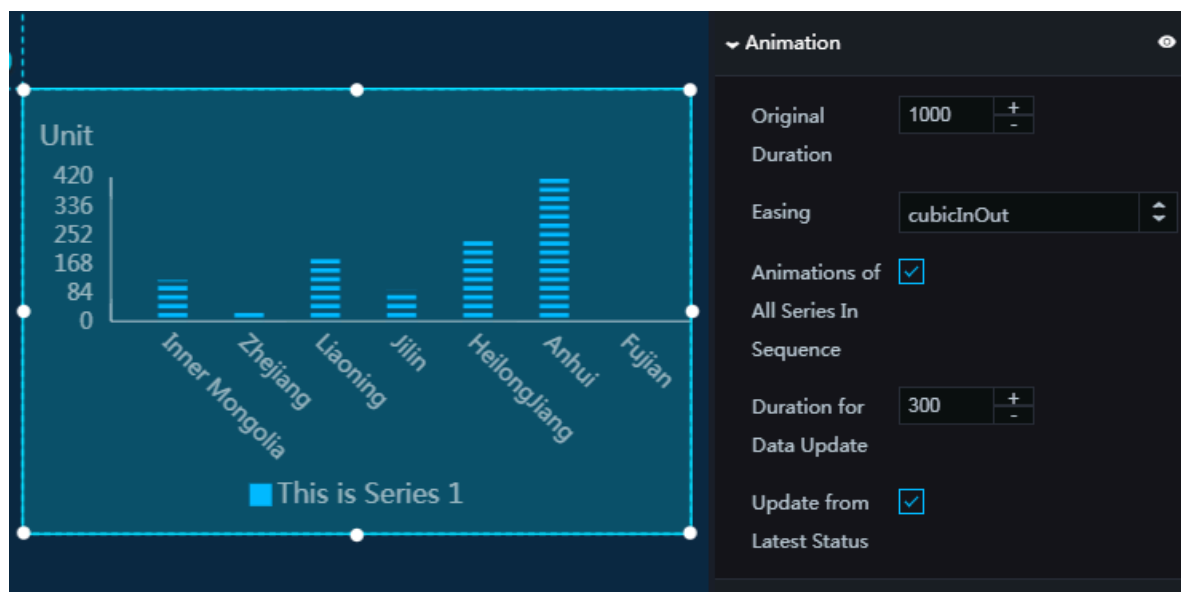 Unit
420
336
252
168
84
0
Inner Mongolia
Zhejiang
Liaoning
Jilin
HeilongJiang
Anhui
Fujian
This is Series 1
Animation
Original
Duration
1000
+
-
Easing
cubicInOut
Animations of
All Series In
Sequence
Duration for
Data Update
300
+
-
Update from
Latest Status